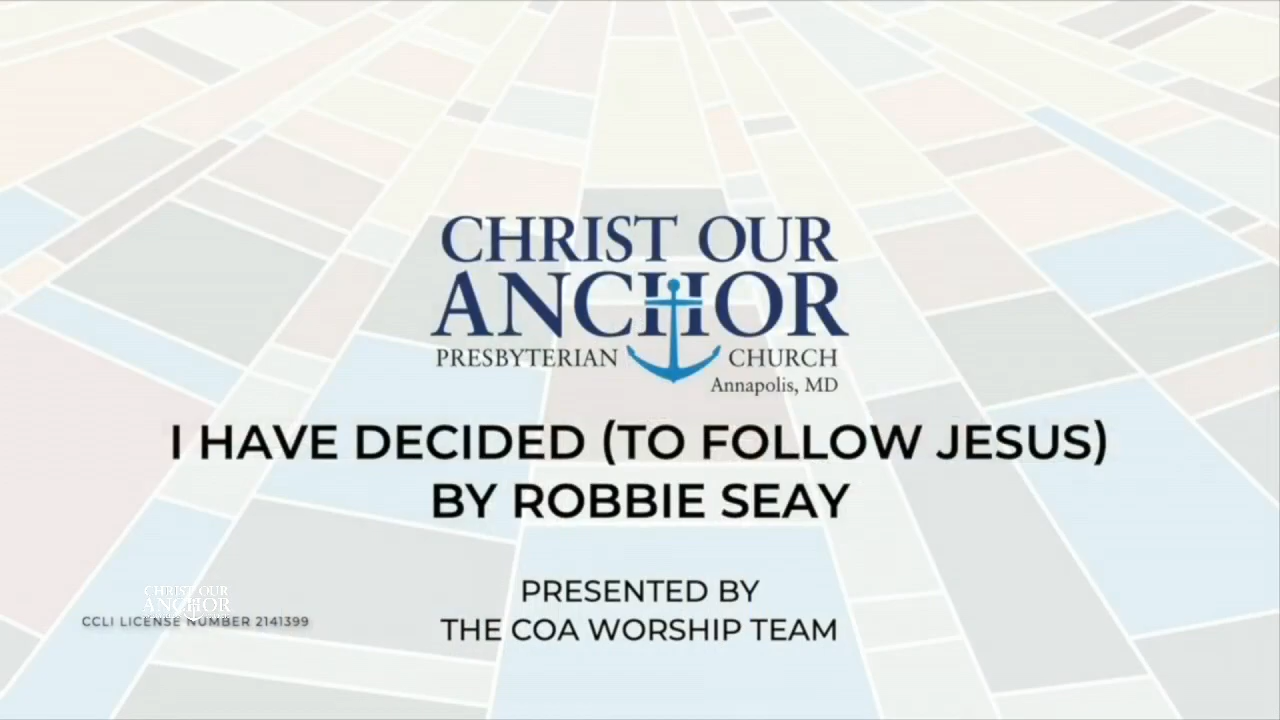 CHRIST OUR
ANCHOR
PRESBYTERIAN CHURCH
Annapolis, MD
I HAVE DECIDED (TO FOLLOW JESUS)
BY ROBBIE SEAY
PRESENTED BY
THE COA WORSHIP TEAM
CHRIST OUR
ANCHOR
CCLI LICENSE NUMBER 2141399